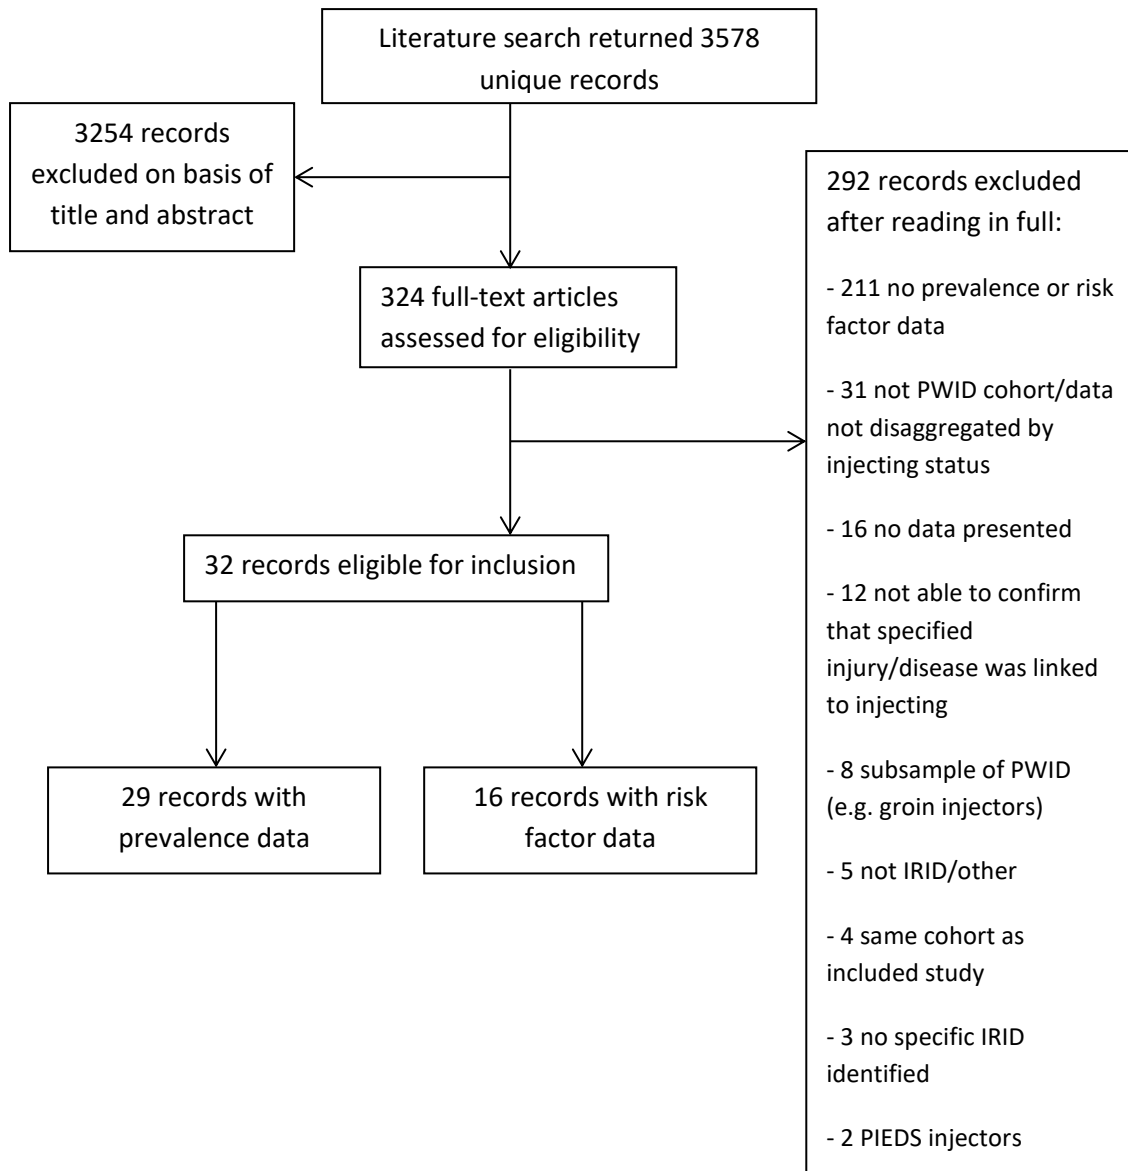 Literature search returned 3578
unique records
3254 records
excluded on basis of
title and abstract
324 full-text articles
assessed for eligibility
292 records excluded
after reading in full:
- 211 no prevalence or risk
factor data
- 31 not PWID cohort/data
not disaggregated by
injecting status
- 16 no data presented
- 12 not able to confirm
that specified
injury/disease was linked
to injecting
- 8 subsample of PWID
(e.g. groin injectors)
- 5 not IRID/other
- 4 same cohort as
included study
- 3 no specific IRID
identified
- 2 PIEDS injectors
32 records eligible for inclusion
29 records with
prevalence data
16 records with risk
factor data